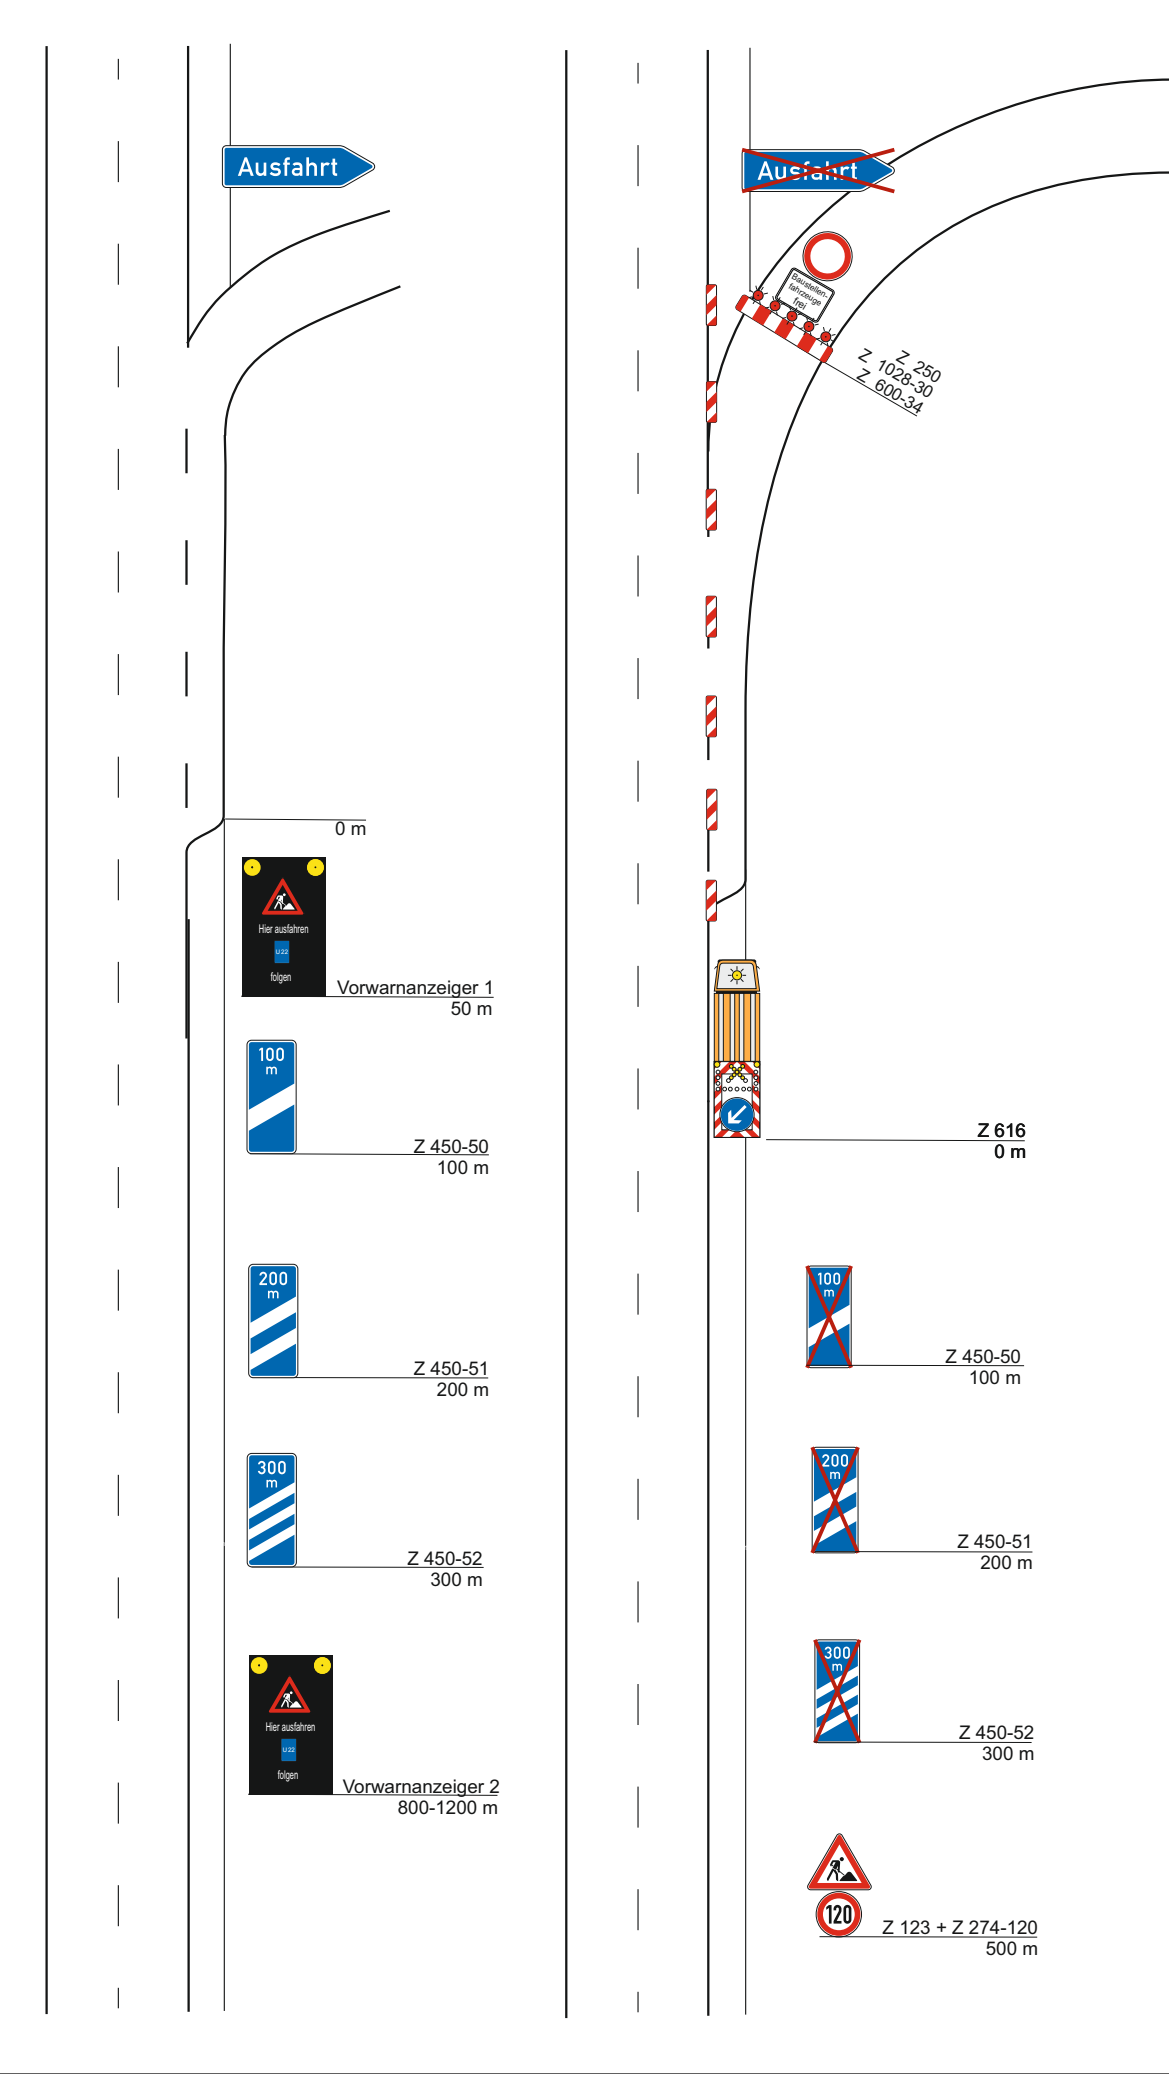 Ausfahrt
0 m
Hier ausfahren
U 22
folgen
Vorwarnanzeiger 1
50 m
100
m
Z 450-50
100 m
200
m
Z 450-51
200 m
300
m
Z 450-52
300 m
Hier ausfahren
U 22
folgen
Vorwarnanzeiger 2
800-1200 m
Ausfahrt
Baustellen-
fahrzeuge
frei
Z 250
Z 1028-30
Z 600-34
Z 616
0 m
100
m
Z 450-50
100 m
200
m
Z 450-51
200 m
300
m
Z 450-52
300 m
120
Z 123 + Z 274-120
500 m